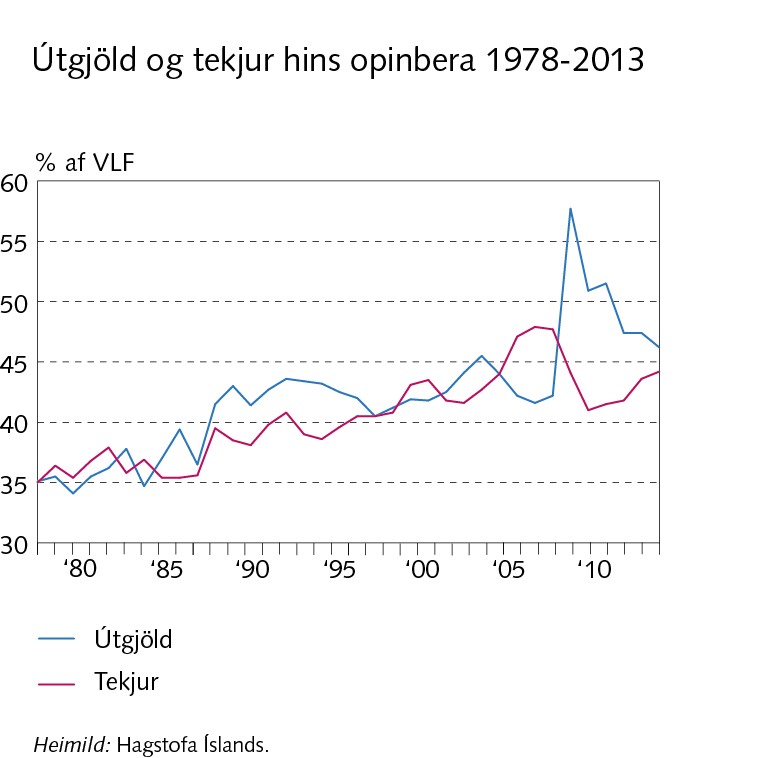 Útgjöld og tekjur hins opinbera 1978-2013
% af VLF
60
55
50
45
40
35
30
‘80 ‘85 ‘90 ‘95 ‘00 ‘05 ‘10
Útgjöld
Tekjur
Heimild: Hagstofa Íslands.